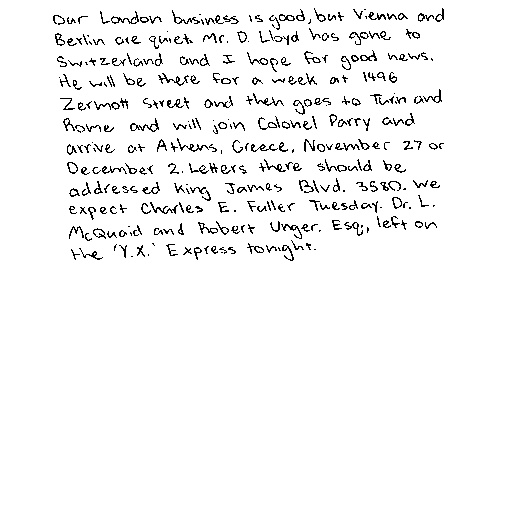 Our London business is good, but Vienna and
Berlin are quiet. Mr. D. Lloyd has gone to
Switzerland and I hope for good news.
He will be there for a week at 1496
Zermott Street and then goes to Turin and
Rome and will join Colonel Parry and
arrive at Athens, Greece, November 27 or
December 2. Letters there should be
addressed King James Blvd. 3580. We
expect Charles E. Fuller Tuesday. Dr. L.
McQuaid and Robert Unger. Esq., left on
the 'Y.X.' Express tonight.